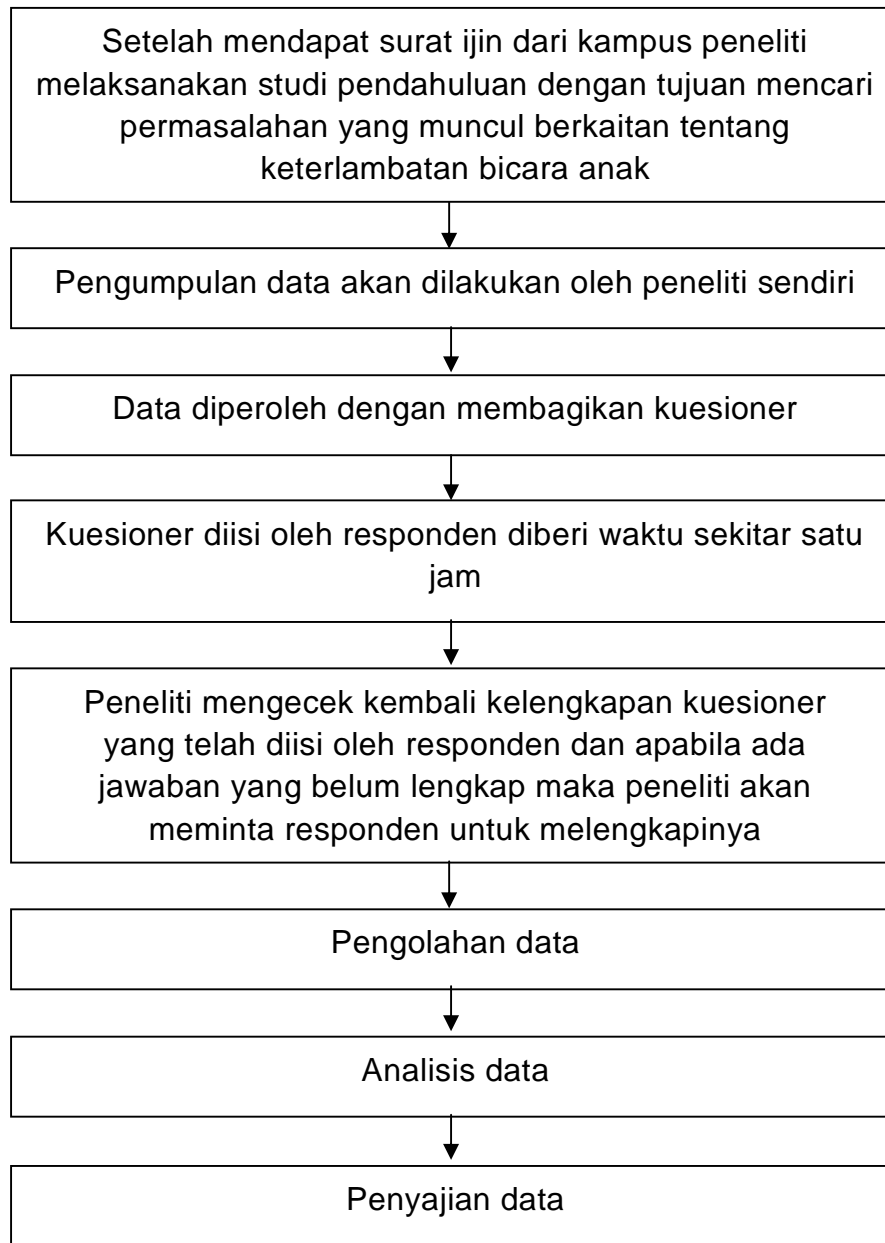 Setelah mendapat surat ijin dari kampus peneliti
melaksanakan studi pendahuluan dengan tujuan mencari
permasalahan yang muncul berkaitan tentang
keterlambatan bicara anak
Pengumpulan data akan dilakukan oleh peneliti sendiri
Data diperoleh dengan membagikan kuesioner
Kuesioner diisi oleh responden diberi waktu sekitar satu
jam
Peneliti mengecek kembali kelengkapan kuesioner
yang telah diisi oleh responden dan apabila ada
jawaban yang belum lengkap maka peneliti akan
meminta responden untuk melengkapinya
Pengolahan data
Analisis data
Penyajian data